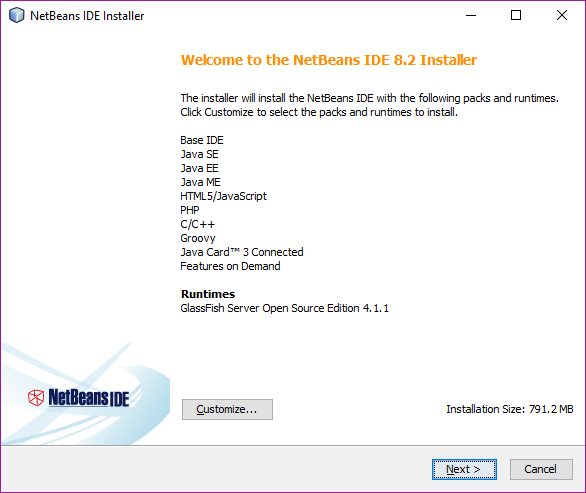 NetBeans IDE Installer
Welcome to the NetBeans IDE 8.2 Installer
The installer will install the NetBeans IDE with the following packs and runtimes.
Click Customize to select the packs and runtimes to install.
Base IDE
Java SE
Java EE
Java ME
HTML5/JavaScript
PHP
C/C++
Groovy
Java Card™ 3 Connected
Features on Demand
Runtimes
GlassFish Server Open Source Edition 4.1.1
NetBeans IDE
Customize...
Installation Size: 791.2 MB
Next >
Cancel